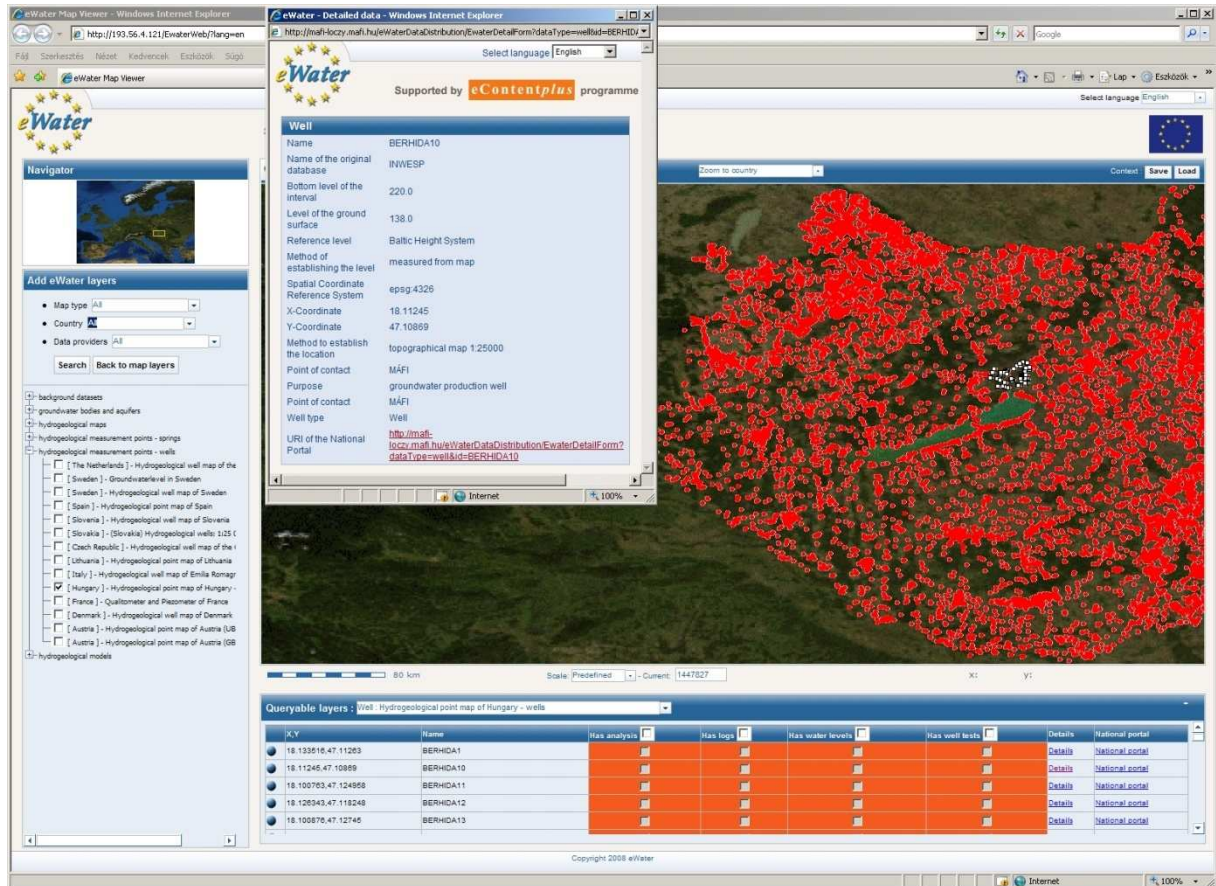 eWater Map Viewer - Windows Internet Explorer
http://193.56.4.121/EwaterWeb/?lang=en
Google
Fájl Szerkesztés Nézet Kedvencek Eszközök Súgó
eWater Map Viewer
Lap
Eszközök
Select language English
eWater
Navigator
Add eWater layers
Map type All
Country All
Data providers All
Search Back to map layers
background datasets
groundwater bodies and aquifers
hydrogeological maps
hydrogeological measurement points - springs
hydrogeological measurement points - wells
[ The Netherlands ] - Hydrogeological well map of the
[ Sweden ] - Groundwaterlevel in Sweden
[ Sweden ] - Hydrogeological well map of Sweden
[ Spain ] - Hydrogeological point map of Spain
[ Slovenia ] - Hydrogeological well map of Slovenia
[ Slovakia ] - (Slovakia) Hydrogeological wells 1:25
[ Czech Republic ] - Hydrogeological well map of the
[ Lithuania ] - Hydrogeological point map of Lithuania
[ Italy ] - Hydrogeological well map of Emilia Romagr
[ Hungary ] - Hydrogeological point map of Hungary -
[ France ] - Qualitometer and Piezometer of France
[ Denmark ] - Hydrogeological well map of Denmark
[ Austria ] - Hydrogeological point map of Austria (UB
[ Austria ] - Hydrogeological point map of Austria (GB
hydrogeological models
eWater - Detailed data - Windows Internet Explorer
http://mafi-loczy.mafi.hu/eWaterDataDistribution/EwaterDetailForm?dataType=well&id=BERHID
Select language English
eWater
Supported by eContentplus programme
Well
Name BERHIDA10
Name of the original database INWESP
Bottom level of the interval 220.0
Level of the ground surface 138.0
Reference level Baltic Height System
Method of establishing the level measured from map
Spatial Coordinate Reference System epsg:4326
X-Coordinate 18.11245
Y-Coordinate 47.10869
Method to establish the location topographical map 1:25000
Point of contact MÁFI
Purpose groundwater production well
Point of contact MÁFI
Well type Well
URI of the National Portal http://mafi-loczy.mafi.hu/eWaterDataDistribution/EwaterDetailForm?dataType=well&id=BERHIDA10
Internet 100%
Zoom to country
Context: Save Load
80 km
Scale: Predefined - Current: 1447827
x: y:
Queryable layers : Well : Hydrogeological point map of Hungary - wells
X,Y Name Has analysis Has logs Has water levels Has well tests Details National portal
18.133516,47.11263 BERHIDA1 Details National portal
18.11245,47.10869 BERHIDA10 Details National portal
18.100763,47.124958 BERHIDA11 Details National portal
18.126343,47.118248 BERHIDA12 Details National portal
18.100876,47.12745 BERHIDA13 Details National portal
Copyright 2008 eWater
Internet 100%